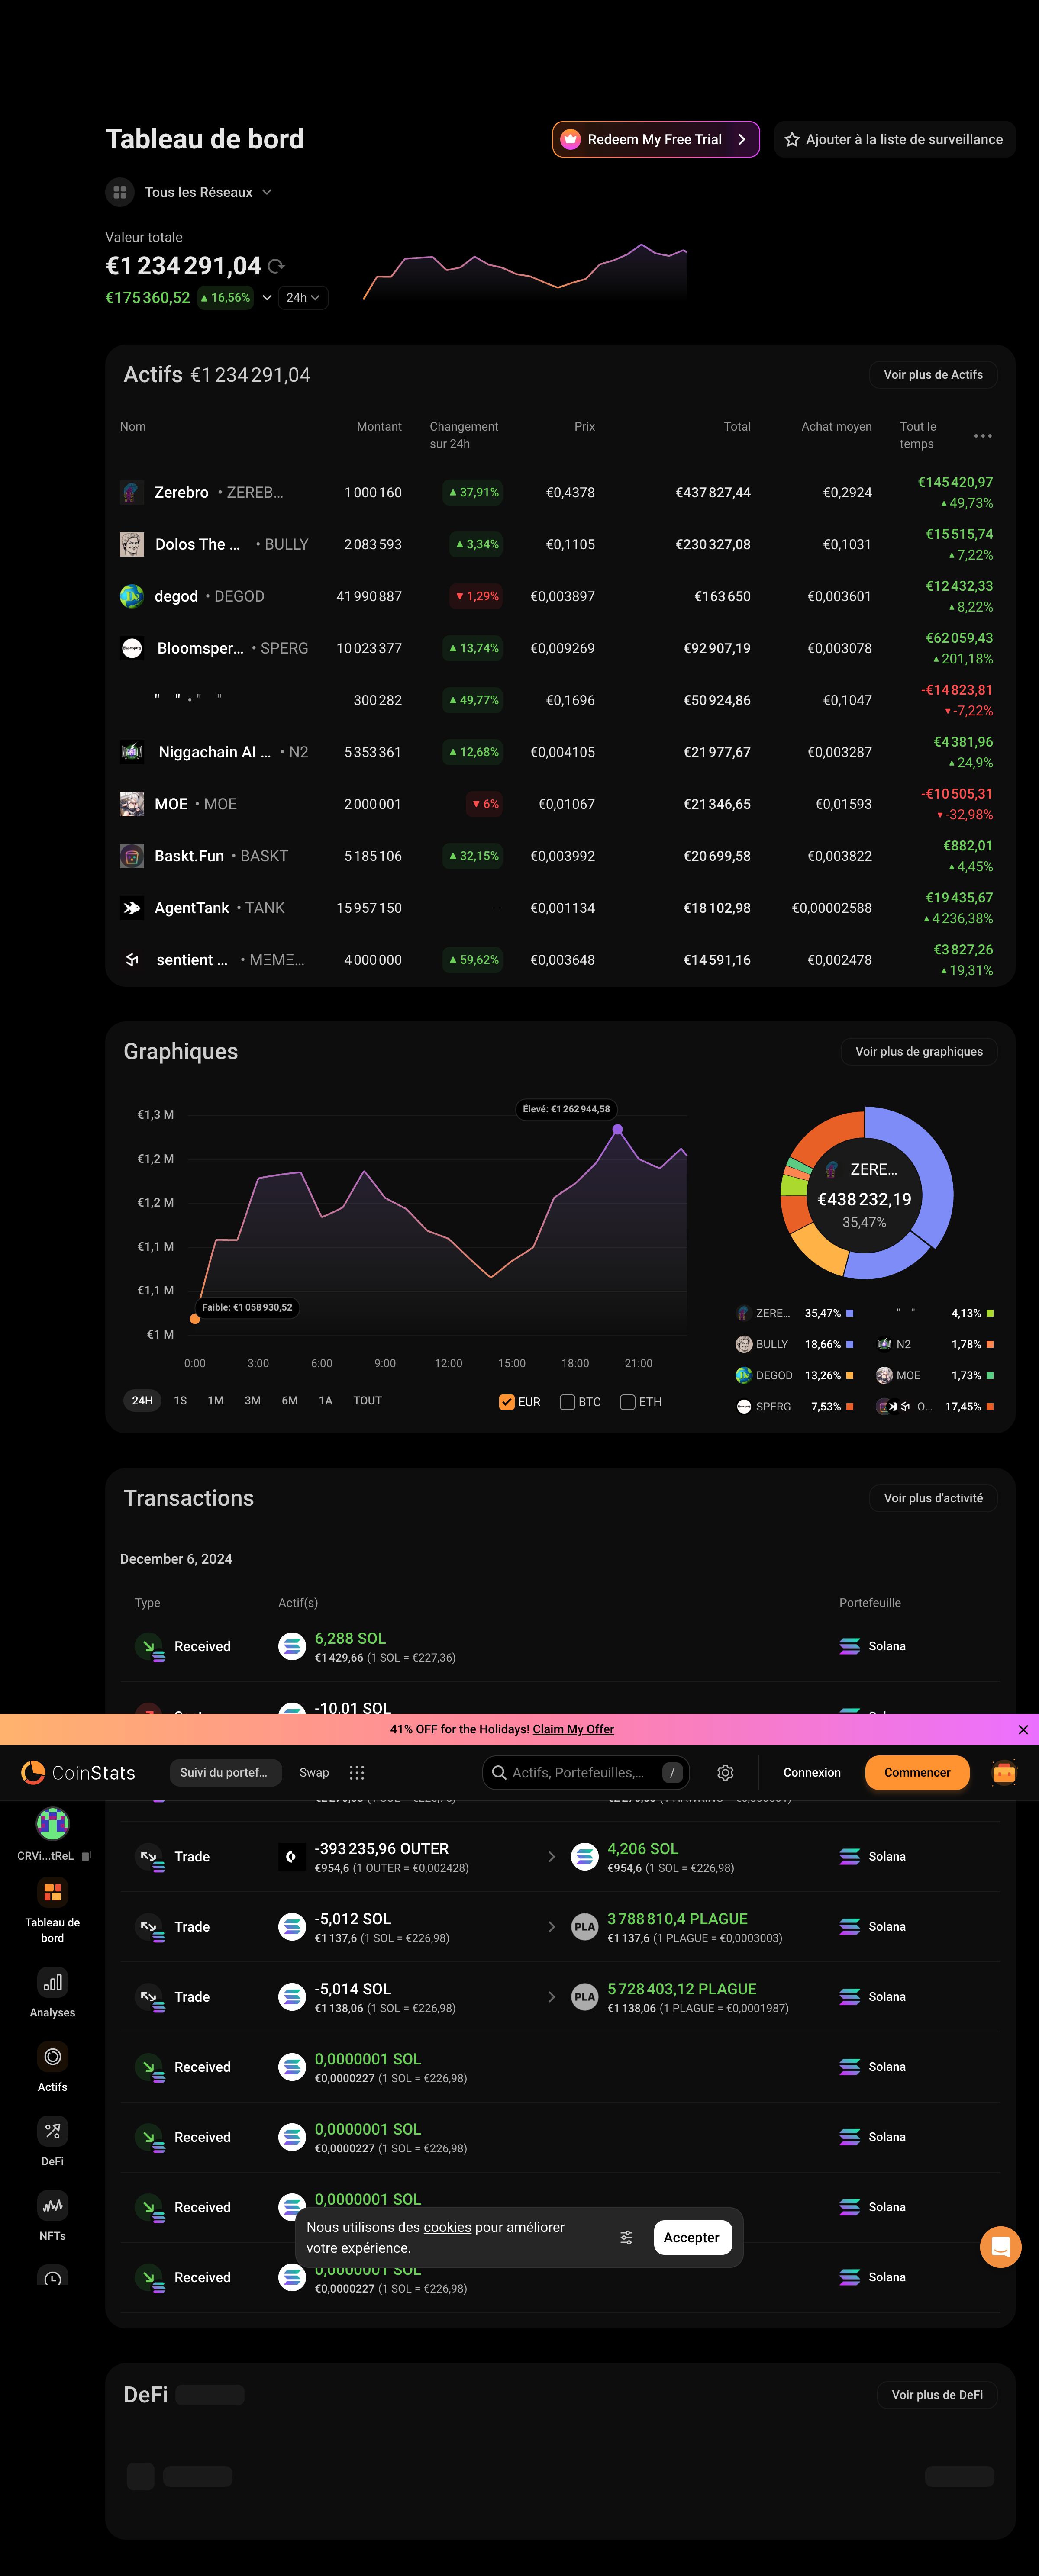 Tableau de bord
Redeem My Free Trial
Ajouter à la liste de surveillance
Tous les Réseaux
Valeur totale
€1 234 291,04
€175 360,52 ▲ 16,56% 24h
Actifs €1 234 291,04
Voir plus de Actifs
Nom Montant Changement sur 24h Prix Total Achat moyen Tout le temps
Zerebro • ZEREB... 1 000 160 ▲ 37,91% €0,4378 €437 827,44 €0,2924 €145 420,97 ▲ 49,73%
Dolos The ... • BULLY 2 083 593 ▲ 3,34% €0,1105 €230 327,08 €0,1031 €15 515,74 ▲ 7,22%
degod • DEGOD 41 990 887 ▼ 1,29% €0,003897 €163 650 €0,003601 €12 432,33 ▲ 8,22%
Bloomsper... • SPERG 10 023 377 ▲ 13,74% €0,009269 €92 907,19 €0,003078 €62 059,43 ▲ 201,18%
" " • " " 300 282 ▲ 49,77% €0,1696 €50 924,86 €0,1047 -€14 823,81 ▼ -7,22%
Niggachain AI ... • N2 5 353 361 ▲ 12,68% €0,004105 €21 977,67 €0,003287 €4 381,96 ▲ 24,9%
MOE • MOE 2 000 001 ▼ 6% €0,01067 €21 346,65 €0,01593 -€10 505,31 ▼ -32,98%
Baskt.Fun • BASKT 5 185 106 ▲ 32,15% €0,003992 €20 699,58 €0,003822 €882,01 ▲ 4,45%
AgentTank • TANK 15 957 150 – €0,001134 €18 102,98 €0,00002588 €19 435,67 ▲ 4 236,38%
sentient ... • MΞMΞ... 4 000 000 ▲ 59,62% €0,003648 €14 591,16 €0,002478 €3 827,26 ▲ 19,31%
Graphiques
Voir plus de graphiques
€1,3 M
€1,2 M
€1,2 M
€1,1 M
€1,1 M
€1 M
Élevé: €1 262 944,58
Faible: €1 058 930,52
0:00 3:00 6:00 9:00 12:00 15:00 18:00 21:00
24H 1S 1M 3M 6M 1A TOUT
EUR BTC ETH
ZERE...
€438 232,19
35,47%
ZERE... 35,47% " " 4,13%
BULLY 18,66% N2 1,78%
DEGOD 13,26% MOE 1,73%
SPERG 7,53% O... 17,45%
Transactions
Voir plus d'activité
December 6, 2024
Type Actif(s) Portefeuille
Received 6,288 SOL Solana
€1 429,66 (1 SOL = €227,36)
-10,01 SOL
41% OFF for the Holidays! Claim My Offer
CoinStats Suivi du portef... Swap Actifs, Portefeuilles,... / Connexion Commencer
CRVi...tReL
Tableau de
bord
Analyses
Actifs
DeFi
NFTs
Trade -393 235,96 OUTER 4,206 SOL Solana
€954,6 (1 OUTER = €0,002428) €954,6 (1 SOL = €226,98)
Trade -5,012 SOL PLA 3 788 810,4 PLAGUE Solana
€1 137,6 (1 SOL = €226,98) €1 137,6 (1 PLAGUE = €0,0003003)
Trade -5,014 SOL PLA 5 728 403,12 PLAGUE Solana
€1 138,06 (1 SOL = €226,98) €1 138,06 (1 PLAGUE = €0,0001987)
Received 0,0000001 SOL Solana
€0,0000227 (1 SOL = €226,98)
Received 0,0000001 SOL Solana
€0,0000227 (1 SOL = €226,98)
Received 0,0000001 SOL Solana
Nous utilisons des cookies pour améliorer
votre expérience.
Accepter
Received 0,0000001 SOL Solana
€0,0000227 (1 SOL = €226,98)
DeFi
Voir plus de DeFi